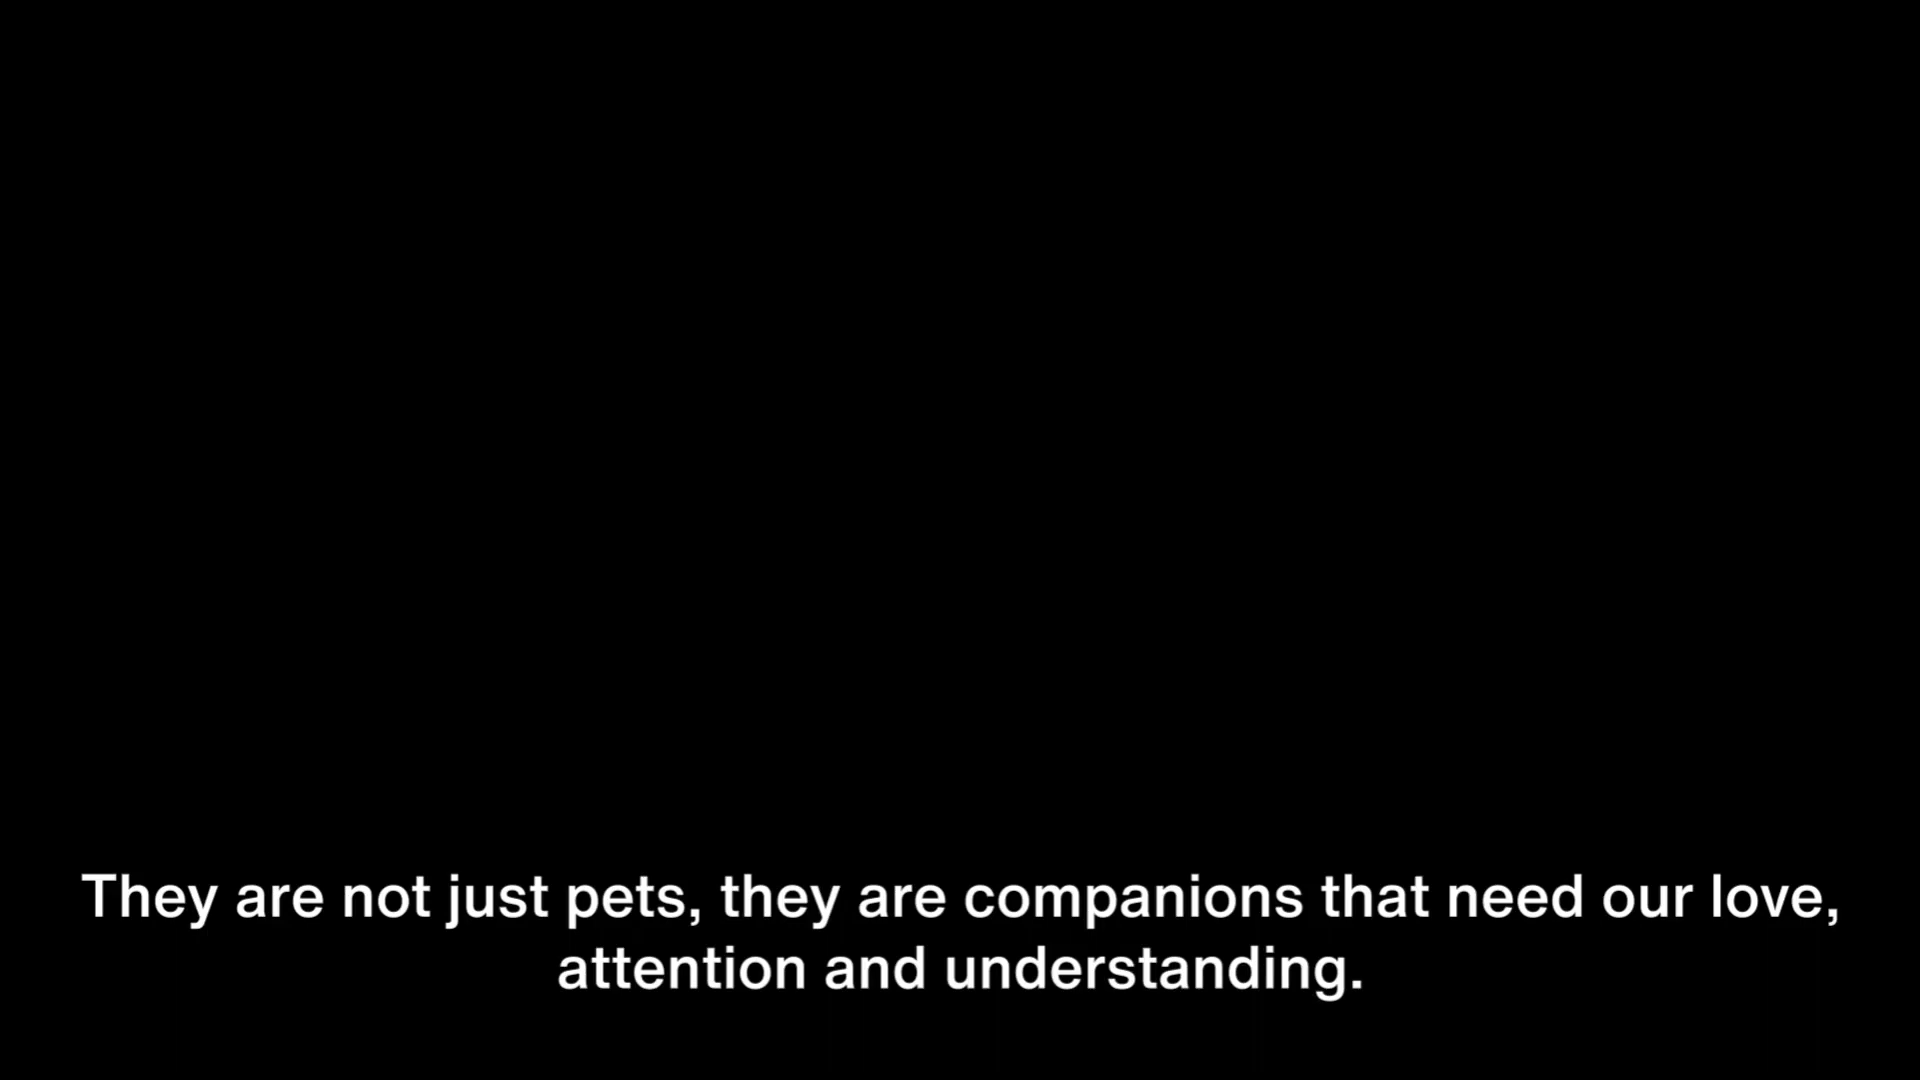 They are not just pets, they are companions that need our love,
attention and understanding.